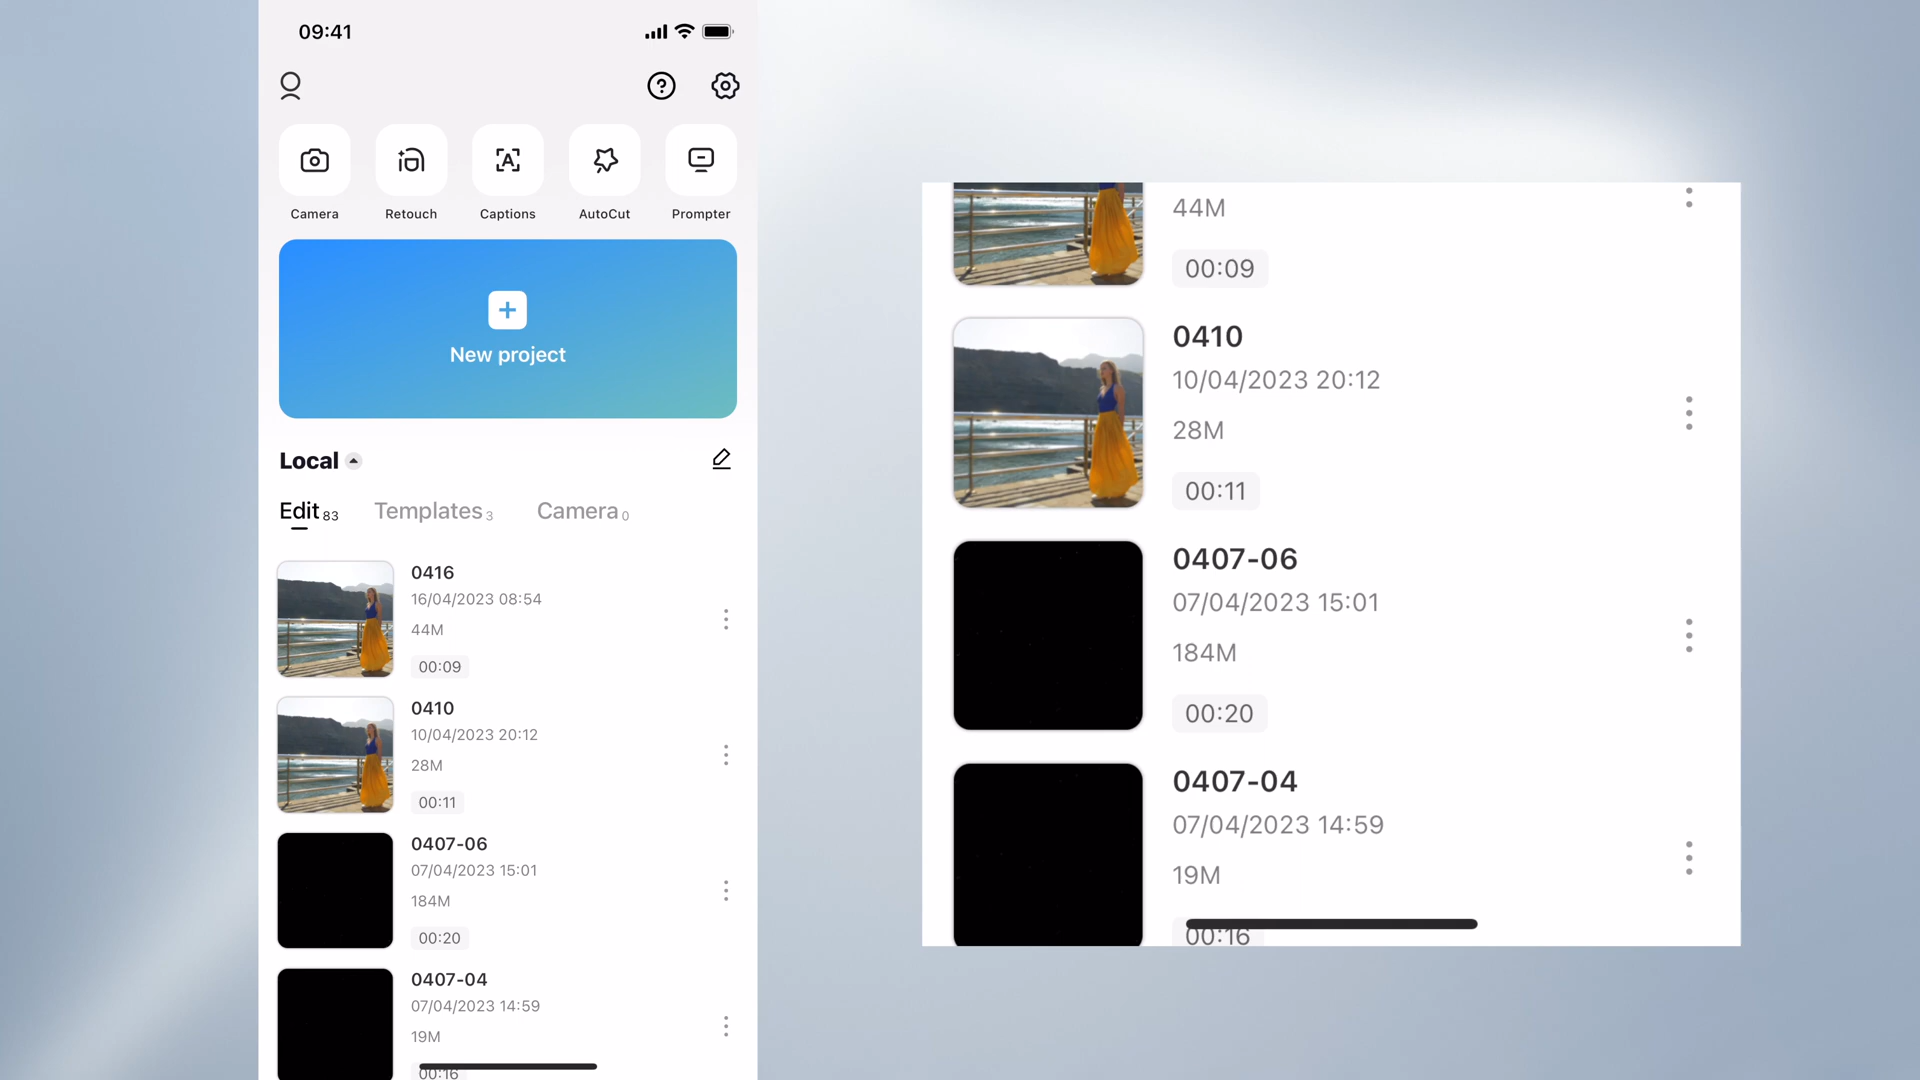 09:41
Camera
Retouch
Captions
AutoCut
Prompter
New project
Local
Edit 83
Templates 3
Camera 0
0416
16/04/2023 08:54
44M
00:09
0410
10/04/2023 20:12
28M
00:11
0407-06
07/04/2023 15:01
184M
00:20
0407-04
07/04/2023 14:59
19M
00:16
44M
00:09
0410
10/04/2023 20:12
28M
00:11
0407-06
07/04/2023 15:01
184M
00:20
0407-04
07/04/2023 14:59
19M
00:16